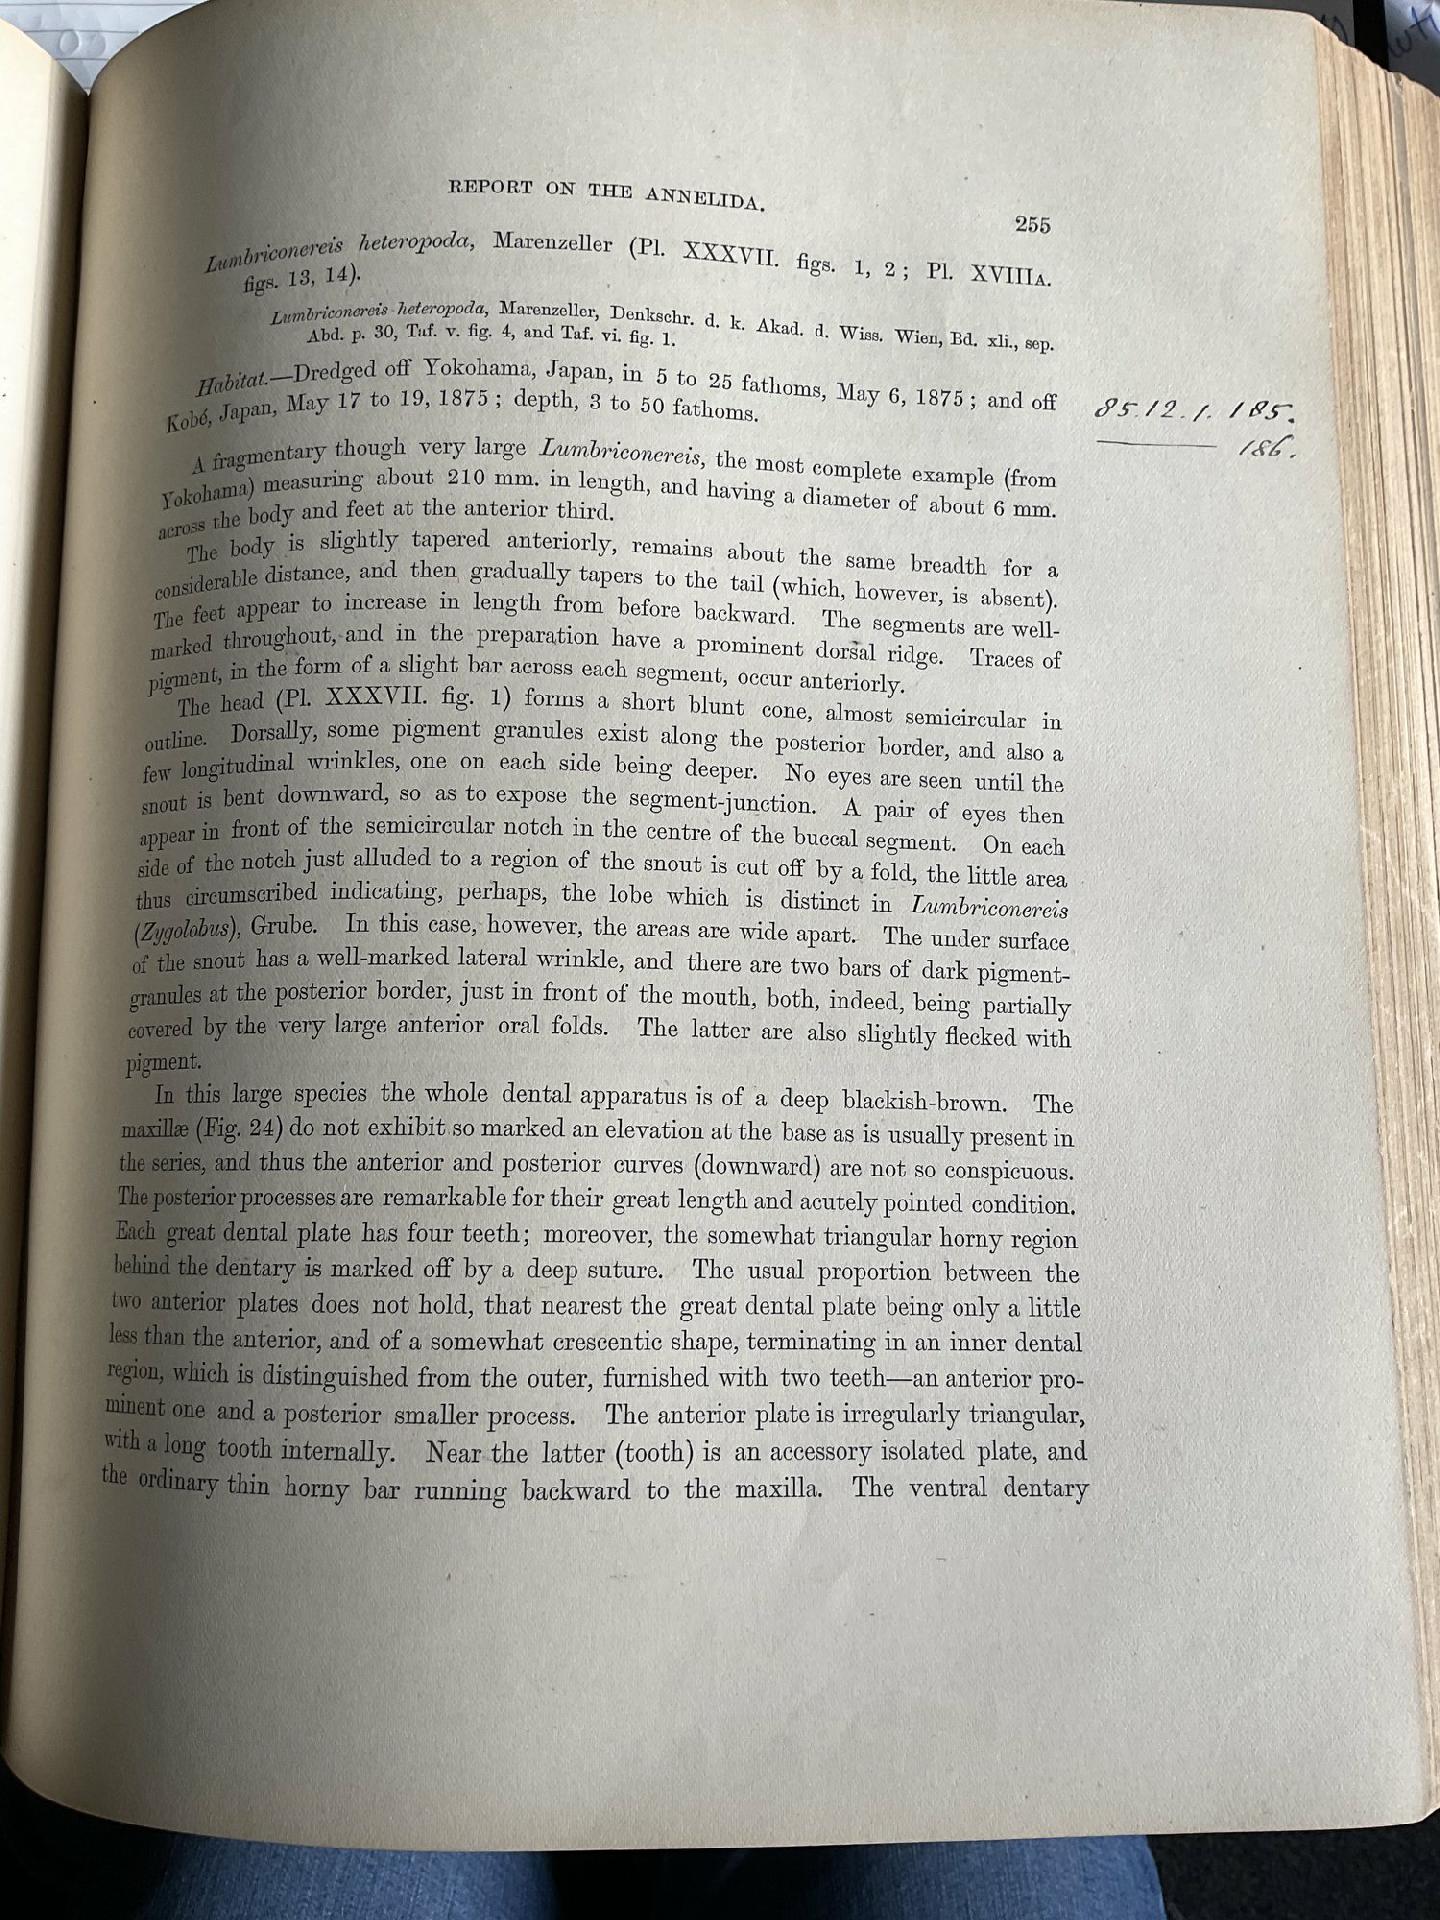 REPORT ON THE ANNELIDA.
255
Lumbriconereis heteropoda, Marenzeller (Pl. XXXVII. figs. 1, 2; Pl. XVIIIA.
figs. 13, 14).
Lumbriconereis heteropoda, Marenzeller, Denkschr. d. k. Akad. d. Wiss. Wien, Bd. xli., sep.
Abd. p. 30, Taf. v. fig. 4, and Taf. vi. fig. 1.
Habitat.—Dredged off Yokohama, Japan, in 5 to 25 fathoms, May 6, 1875; and off
Kobé, Japan, May 17 to 19, 1875; depth, 3 to 50 fathoms.
85.12.1.185.
186.
A fragmentary though very large Lumbriconereis, the most complete example (from
Yokohama) measuring about 210 mm. in length, and having a diameter of about 6 mm.
across the body and feet at the anterior third.
The body is slightly tapered anteriorly, remains about the same breadth for a
considerable distance, and then gradually tapers to the tail (which, however, is absent).
The feet appear to increase in length from before backward. The segments are well-
marked throughout, and in the preparation have a prominent dorsal ridge. Traces of
pigment, in the form of a slight bar across each segment, occur anteriorly.
The head (Pl. XXXVII. fig. 1) forms a short blunt cone, almost semicircular in
outline. Dorsally, some pigment granules exist along the posterior border, and also a
few longitudinal wrinkles, one on each side being deeper. No eyes are seen until the
snout is bent downward, so as to expose the segment-junction. A pair of eyes then
appear in front of the semicircular notch in the centre of the buccal segment. On each
side of the notch just alluded to a region of the snout is cut off by a fold, the little area
thus circumscribed indicating, perhaps, the lobe which is distinct in Lumbriconereis
(Zygolobus), Grube. In this case, however, the areas are wide apart. The under surface
of the snout has a well-marked lateral wrinkle, and there are two bars of dark pigment-
granules at the posterior border, just in front of the mouth, both, indeed, being partially
covered by the very large anterior oral folds. The latter are also slightly flecked with
pigment.
In this large species the whole dental apparatus is of a deep blackish-brown. The
maxillæ (Fig. 24) do not exhibit so marked an elevation at the base as is usually present in
the series, and thus the anterior and posterior curves (downward) are not so conspicuous.
The posterior processes are remarkable for their great length and acutely pointed condition.
Each great dental plate has four teeth; moreover, the somewhat triangular horny region
behind the dentary is marked off by a deep suture. The usual proportion between the
two anterior plates does not hold, that nearest the great dental plate being only a little
less than the anterior, and of a somewhat crescentic shape, terminating in an inner dental
region, which is distinguished from the outer, furnished with two teeth—an anterior pro-
minent one and a posterior smaller process. The anterior plate is irregularly triangular,
with a long tooth internally. Near the latter (tooth) is an accessory isolated plate, and
the ordinary thin horny bar running backward to the maxilla. The ventral dentary